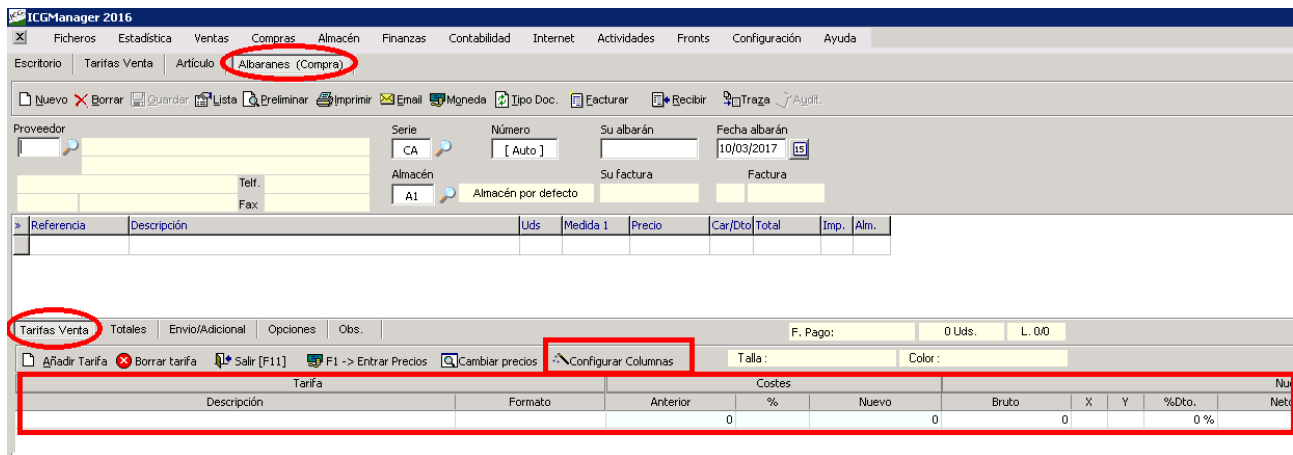 ICGManager 2016
X Ficheros Estadística Ventas Compras Almacén Finanzas Contabilidad Internet Actividades Fronts Configuración Ayuda
Escritorio Tarifas Venta Artículo Albaranes (Compra)
Nuevo Borrar Guardar Lista Preliminar Imprimir Email Moneda Tipo Doc. Facturar Recibir Traza Audit.
Proveedor Serie Número Su albarán Fecha albarán
CA [ Auto ] 10/03/2017 15
Almacén Su factura Factura
Telf. A1 Almacén por defecto
Fax
» Referencia Descripción Uds Medida 1 Precio Car/Dto Total Imp. Alm.
Tarifas Venta Totales Envio/Adicional Opciones Obs. F. Pago: 0 Uds. L. 0/0
Añadir Tarifa Borrar tarifa Salir [F11] F1 -> Entrar Precios Cambiar precios Configurar Columnas Talla : Color :
Tarifa Costes
Descripción Formato Anterior % Nuevo Bruto X Y %Dto.
0 0 0 0 %